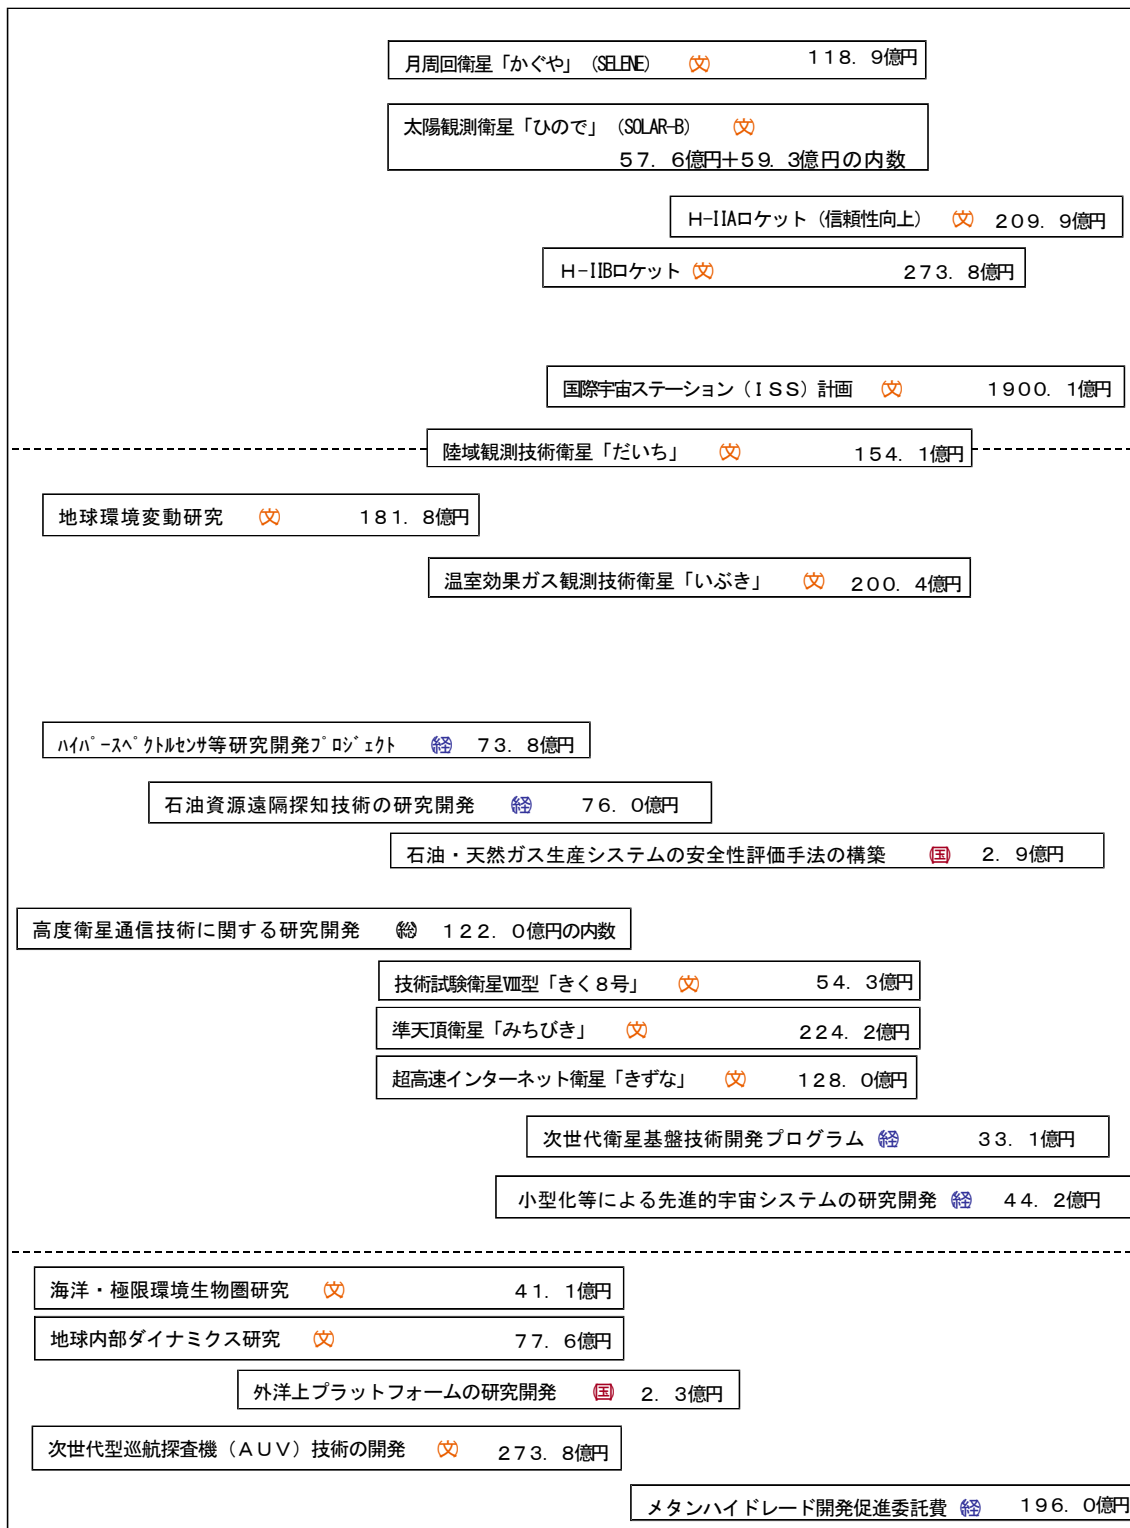 月周回衛星「かぐや」（SELENE） ㊛文 118．9億円
太陽観測衛星「ひので」（SOLAR-B） 文
57．6億円＋59．3億円の内数
H-IIAロケット（信頼性向上） 文 209．9億円
H-IIBロケット 文 273．8億円
国際宇宙ステーション（ＩＳＳ）計画 文 1900．1億円
陸域観測技術衛星「だいち」 文 154．1億円
地球環境変動研究 文 181．8億円
温室効果ガス観測技術衛星「いぶき」 文 200．4億円
ﾊｲﾊﾟｰｽﾍﾟｸﾄﾙｾﾝｻ等研究開発ﾌﾟﾛｼﾞｪｸﾄ 経 73．8億円
石油資源遠隔探知技術の研究開発 経 76．0億円
石油・天然ガス生産システムの安全性評価手法の構築 国 2．9億円
高度衛星通信技術に関する研究開発 総 122．0億円の内数
技術試験衛星Ⅷ型「きく８号」 文 54．3億円
準天頂衛星「みちびき」 文 224．2億円
超高速インターネット衛星「きずな」 文 128．0億円
次世代衛星基盤技術開発プログラム 経 33．1億円
小型化等による先進的宇宙システムの研究開発 経 44．2億円
海洋・極限環境生物圏研究 文 41．1億円
地球内部ダイナミクス研究 文 77．6億円
外洋上プラットフォームの研究開発 国 2．3億円
次世代型巡航探査機（ＡＵＶ）技術の開発 文 273．8億円
メタンハイドレード開発促進委託費 経 196．0億円